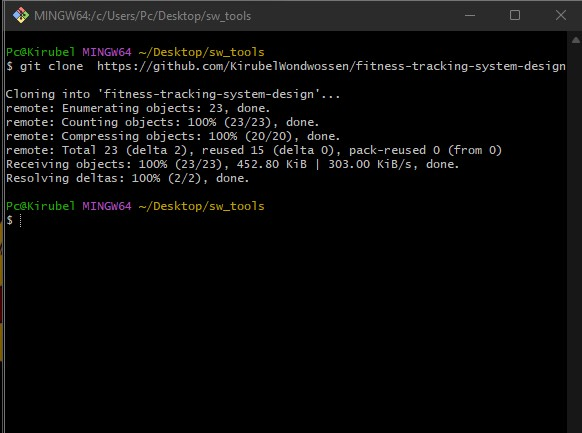 MINGW64:/c/Users/Pc/Desktop/sw_tools
Pc@Kirubel MINGW64 ~/Desktop/sw_tools
$ git clone  https://github.com/KirubelWondwossen/fitness-tracking-system-design
Cloning into 'fitness-tracking-system-design'...
remote: Enumerating objects: 23, done.
remote: Counting objects: 100% (23/23), done.
remote: Compressing objects: 100% (20/20), done.
remote: Total 23 (delta 2), reused 15 (delta 0), pack-reused 0 (from 0)
Receiving objects: 100% (23/23), 452.80 KiB | 303.00 KiB/s, done.
Resolving deltas: 100% (2/2), done.
Pc@Kirubel MINGW64 ~/Desktop/sw_tools
$